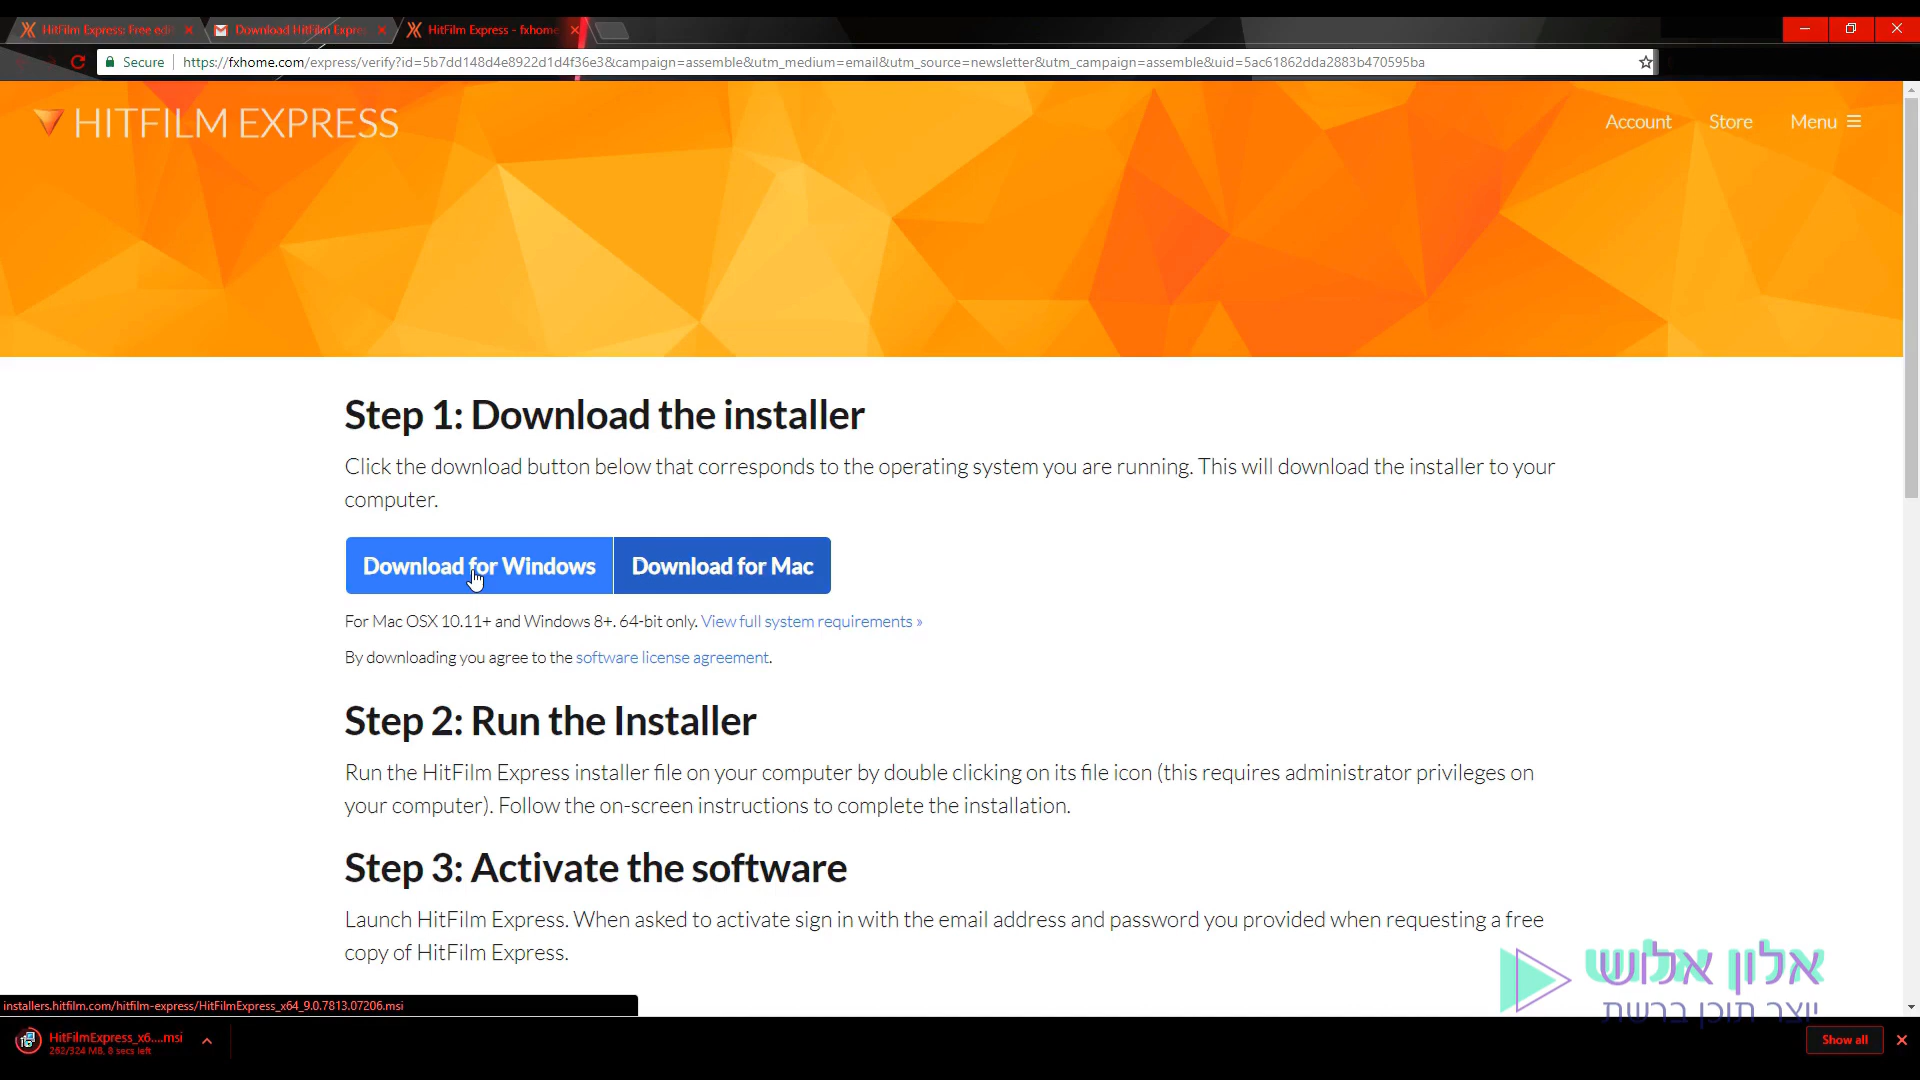 HitFilm Express: Free edi
Download HitFilm Expre
HitFilm Express - fxhome
Secure
https://fxhome.com/express/verify?id=5b7dd148d4e8922d1d4f36e3&campaign=assemble&utm_medium=email&utm_source=newsletter&utm_campaign=assemble&uid=5ac61862dda2883b470595ba
HITFILM EXPRESS
Account
Store
Menu
Step 1: Download the installer
Click the download button below that corresponds to the operating system you are running. This will download the installer to your
computer.
Download for Windows
Download for Mac
For Mac OSX 10.11+ and Windows 8+. 64-bit only. View full system requirements »
By downloading you agree to the software license agreement.
Step 2: Run the Installer
Run the HitFilm Express installer file on your computer by double clicking on its file icon (this requires administrator privileges on
your computer). Follow the on-screen instructions to complete the installation.
Step 3: Activate the software
Launch HitFilm Express. When asked to activate sign in with the email address and password you provided when requesting a free
copy of HitFilm Express.
אלון אלוש
יוצר תוכן ברשת
installers.hitfilm.com/hitfilm-express/HitFilmExpress_x64_9.0.7813.07206.msi
HitFilmExpress_x6....msi
262/324 MB, 8 secs left
Show all